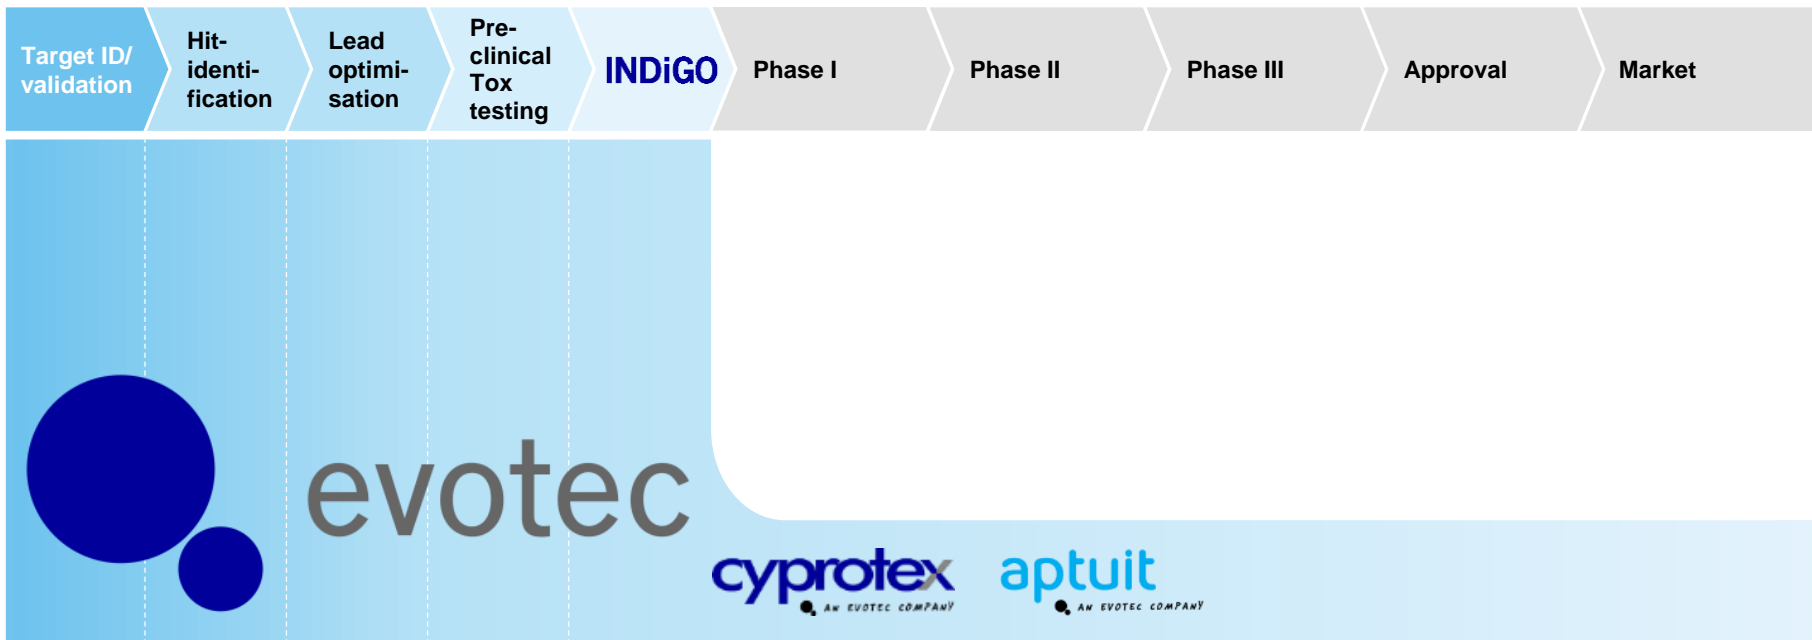 Target ID/
validation
Hit-
identi-
fication
Lead
optimi-
sation
Pre-
clinical
Tox
testing
INDiGO
Phase I
Phase II
Phase III
Approval
Market
evotec
cyprotex
AN EVOTEC COMPANY
aptuit
AN EVOTEC COMPANY